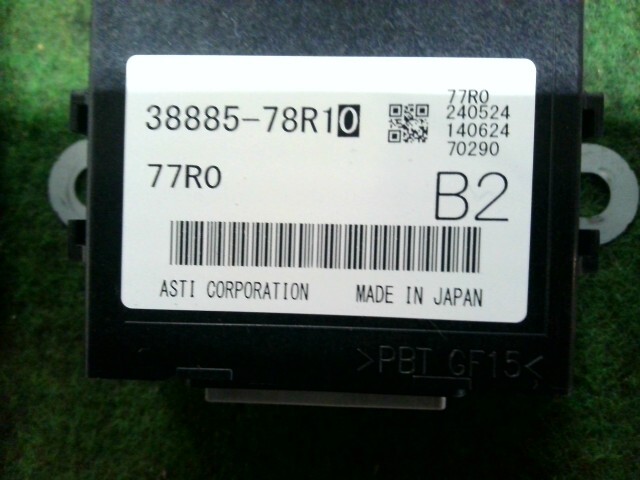 38885-78R10
77R0
240524
140624
70290
77R0
B2
ASTI CORPORATION
MADE IN JAPAN
>PBT GF15<